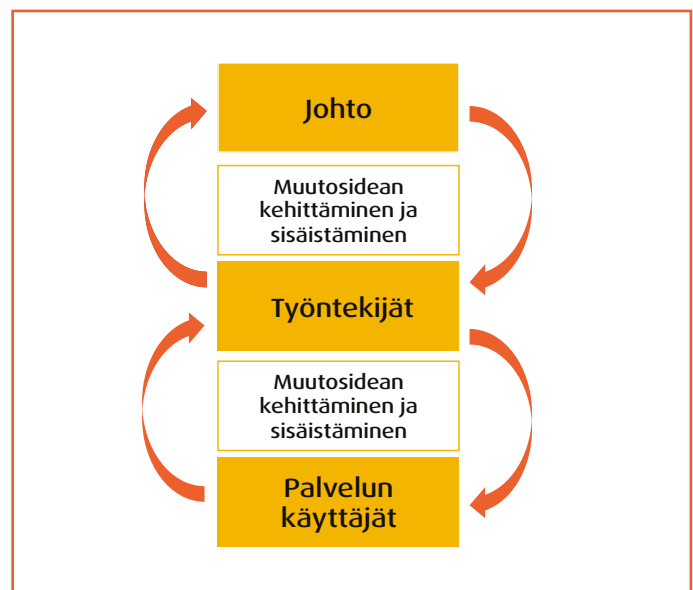 Johto
Muutosidean
kehittäminen ja
sisäistäminen
Työntekijät
Muutosidean
kehittäminen ja
sisäistäminen
Palvelun
käyttäjät